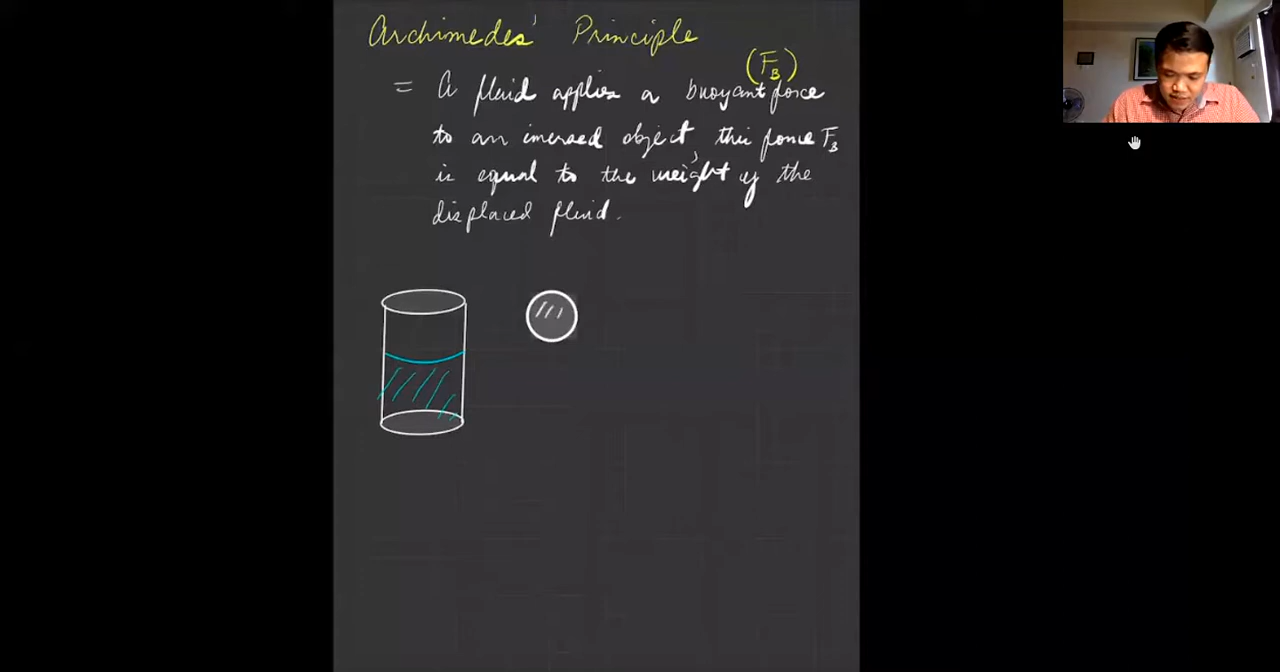 Archimedes' Principle
(F_B)
= A fluid applies a buoyant force
to an imersed object, this force F_B
is equal to the weight of the
displaced fluid.